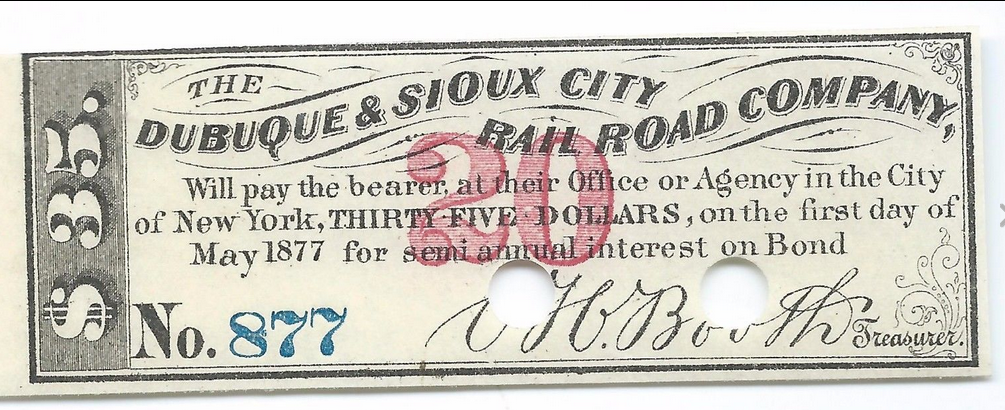 $35.
THE
DUBUQUE & SIOUX CITY
RAIL ROAD COMPANY,
20
Will pay the bearer, at their Office or Agency in the City
of New York, THIRTY-FIVE DOLLARS, on the first day of
May 1877 for semi annual interest on Bond
No. 877
H. Booth Treasurer.